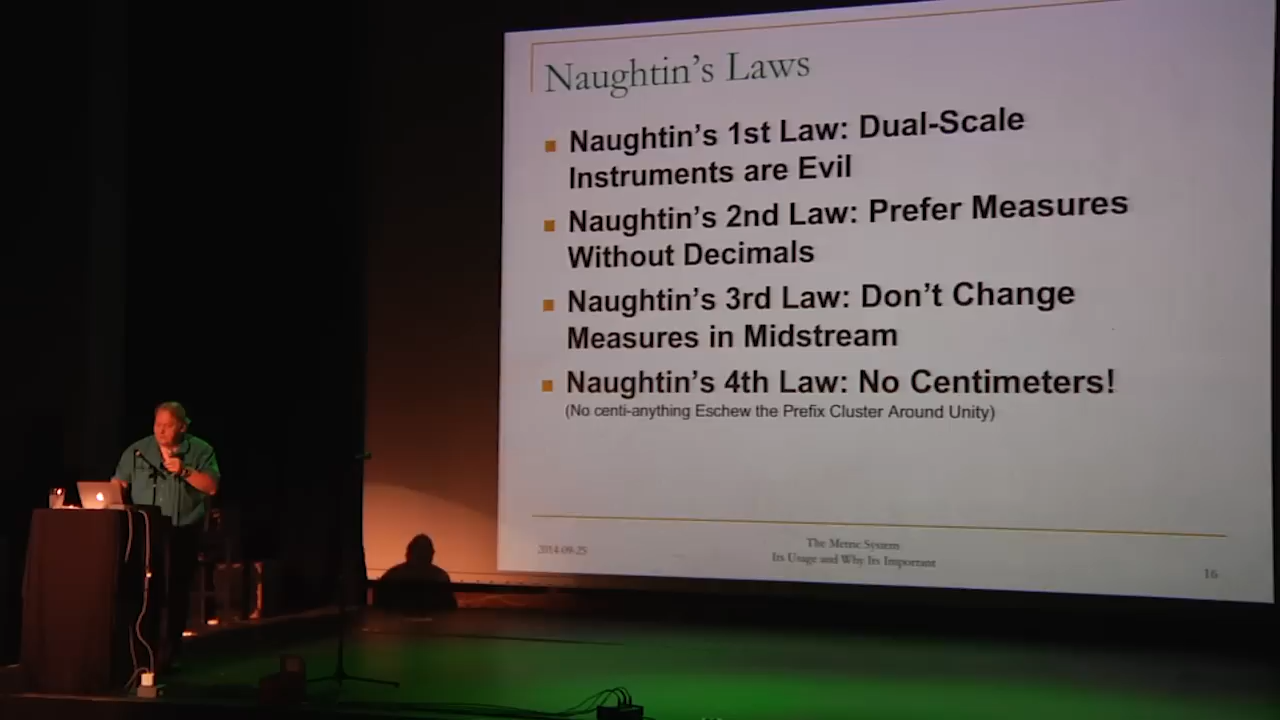 Naughtin's Laws
Naughtin's 1st Law: Dual-Scale
Instruments are Evil
Naughtin's 2nd Law: Prefer Measures
Without Decimals
Naughtin's 3rd Law: Don't Change
Measures in Midstream
Naughtin's 4th Law: No Centimeters!
(No centi-anything Eschew the Prefix Cluster Around Unity)
2014-09-25
The Metric System
Its Usage and Why Its Important
16